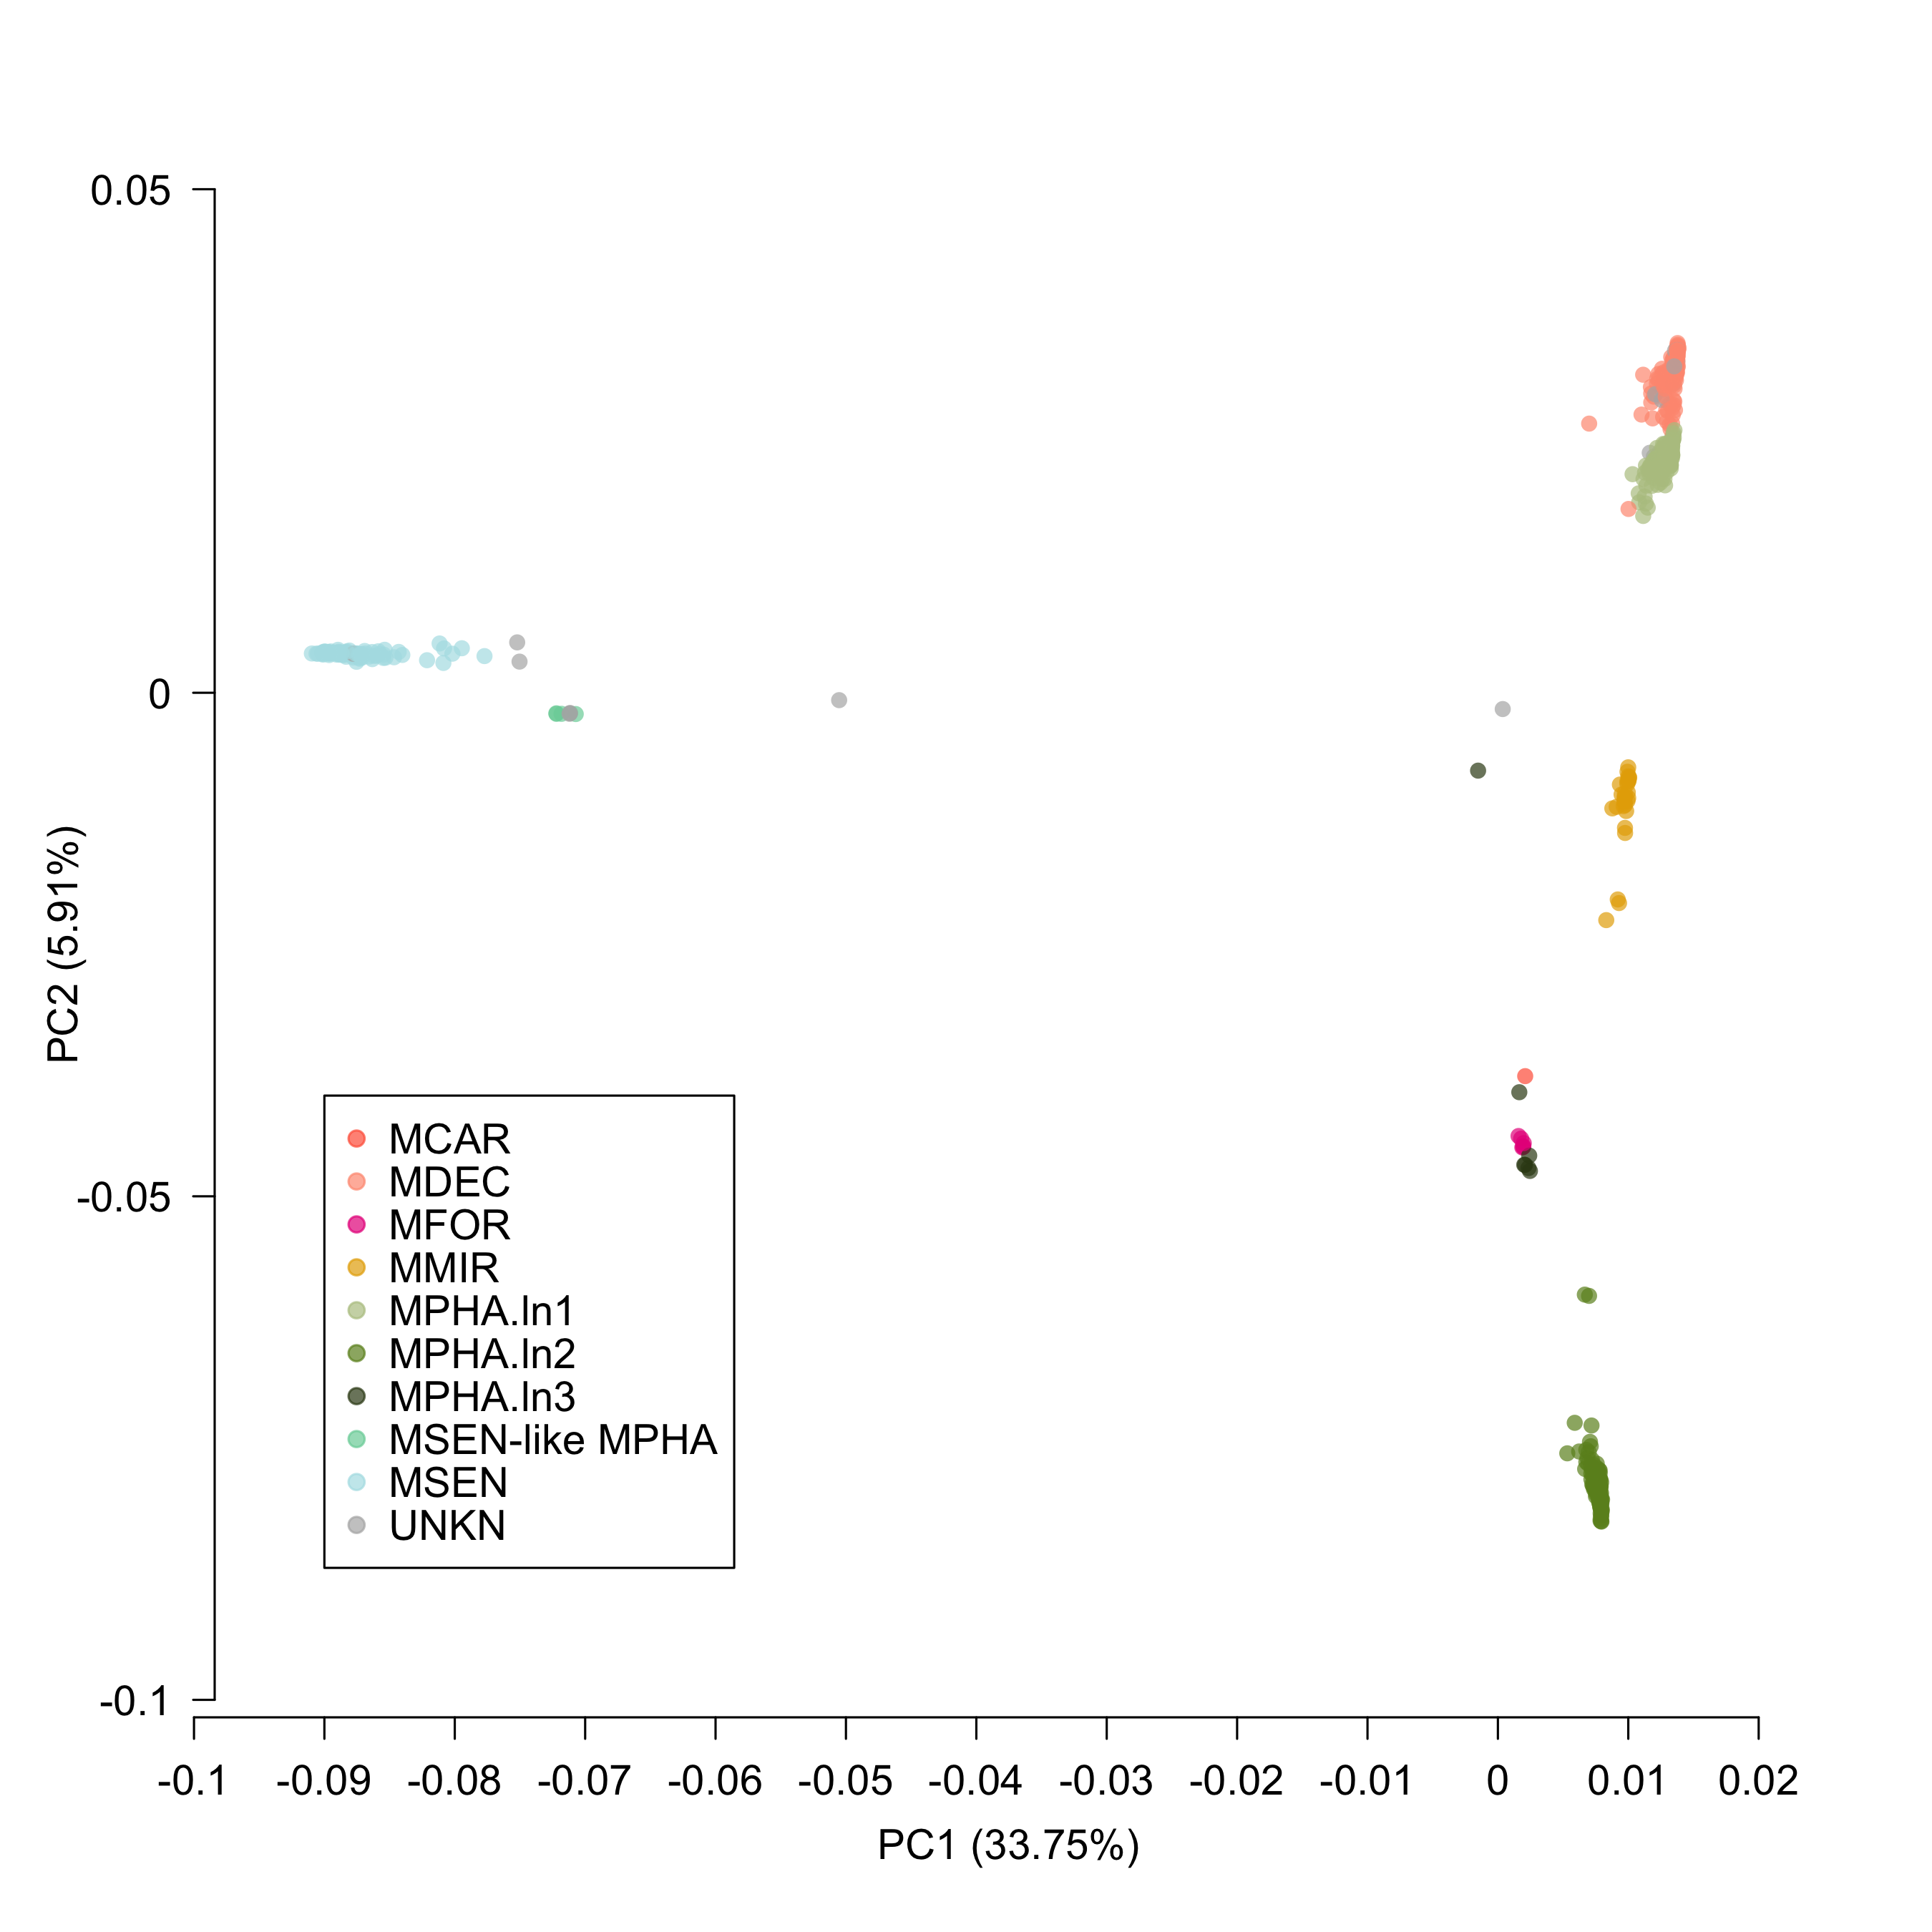 0.05
0
-0.05
-0.1
PC2 (5.91%)
MCAR
MDEC
MFOR
MMIR
MPHA.ln1
MPHA.ln2
MPHA.ln3
MSEN-like MPHA
MSEN
UNKN
-0.1 -0.09 -0.08 -0.07 -0.06 -0.05 -0.04 -0.03 -0.02 -0.01 0 0.01 0.02
PC1 (33.75%)